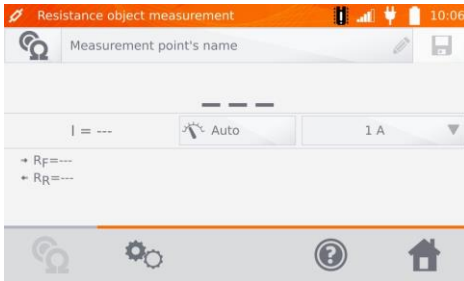 Resistance object measurement 10:06
Measurement point's name
---
I = --- Auto 1 A
→ RF=---
← RR=---